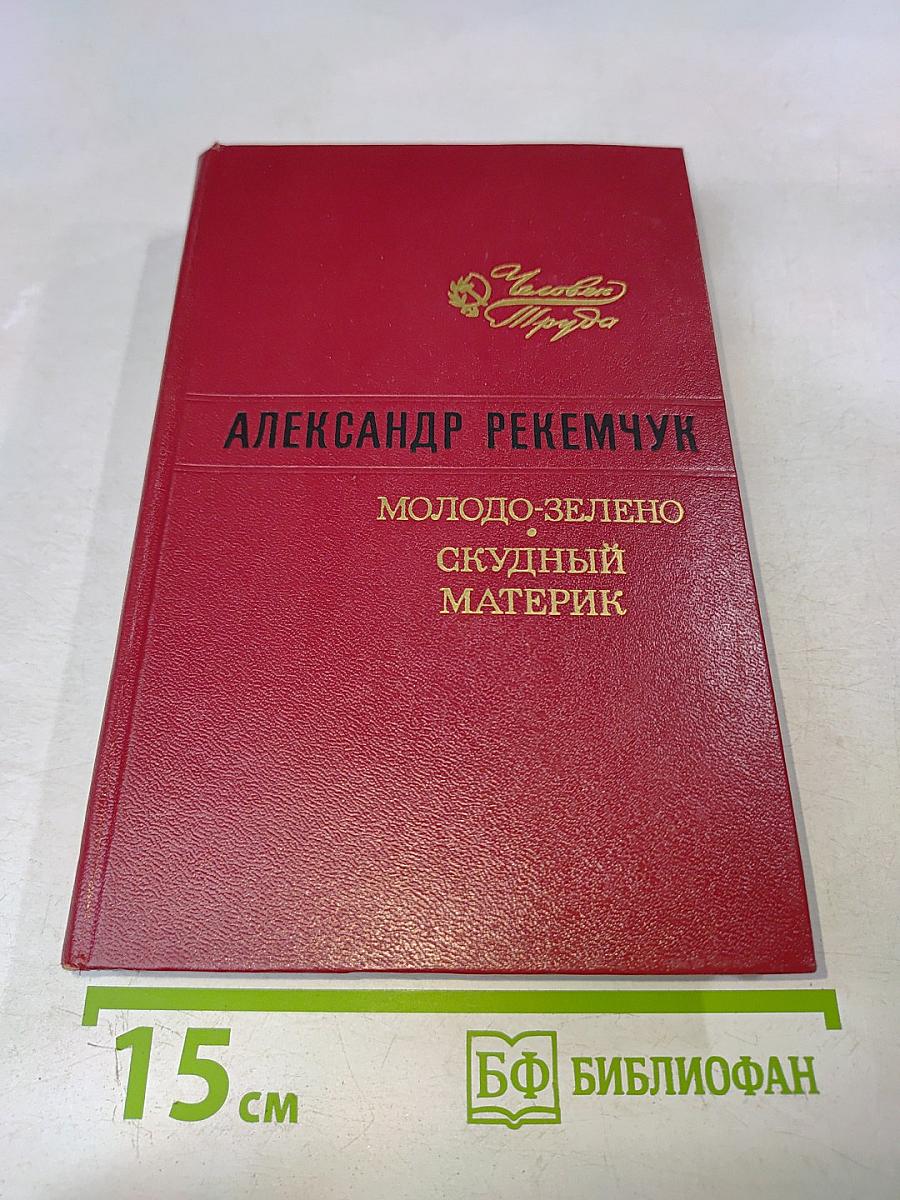 Человек
Труда
АЛЕКСАНДР РЕКЕМЧУК
МОЛОДО-ЗЕЛЕНО
•
СКУДНЫЙ
МАТЕРИК
15 см
БФ БИБЛИОФАН